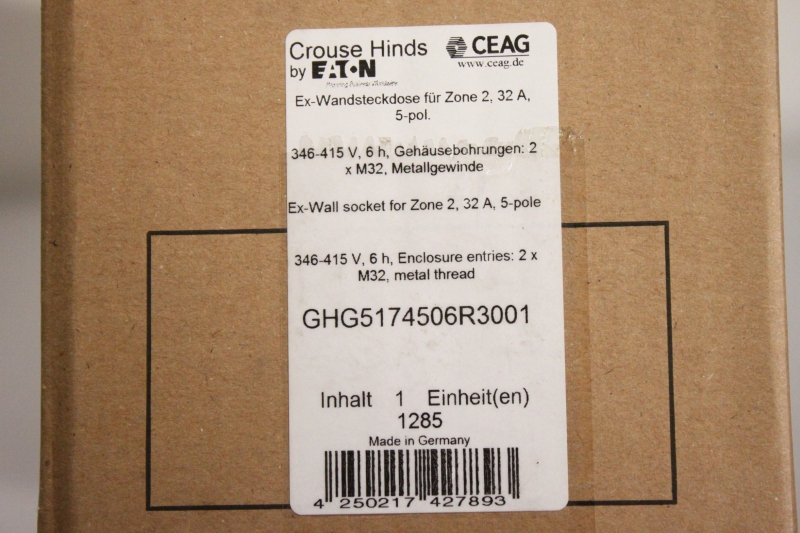 Crouse Hinds
by EATON
CEAG
www.ceag.de
Ex-Wandsteckdose für Zone 2, 32 A,
5-pol.
346-415 V, 6 h, Gehäusebohrungen: 2
x M32, Metallgewinde
Ex-Wall socket for Zone 2, 32 A, 5-pole
346-415 V, 6 h, Enclosure entries: 2 x
M32, metal thread
GHG5174506R3001
Inhalt 1 Einheit(en)
1285
Made in Germany
4 250217 427893